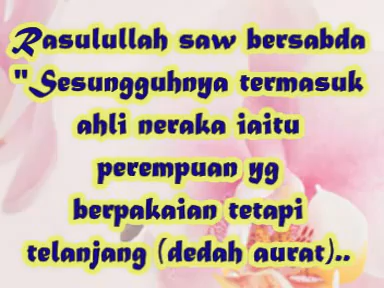 Rasulullah saw bersabda
"Sesungguhnya termasuk
ahli neraka iaitu
perempuan yg
berpakaian tetapi
telanjang (dedah aurat)..